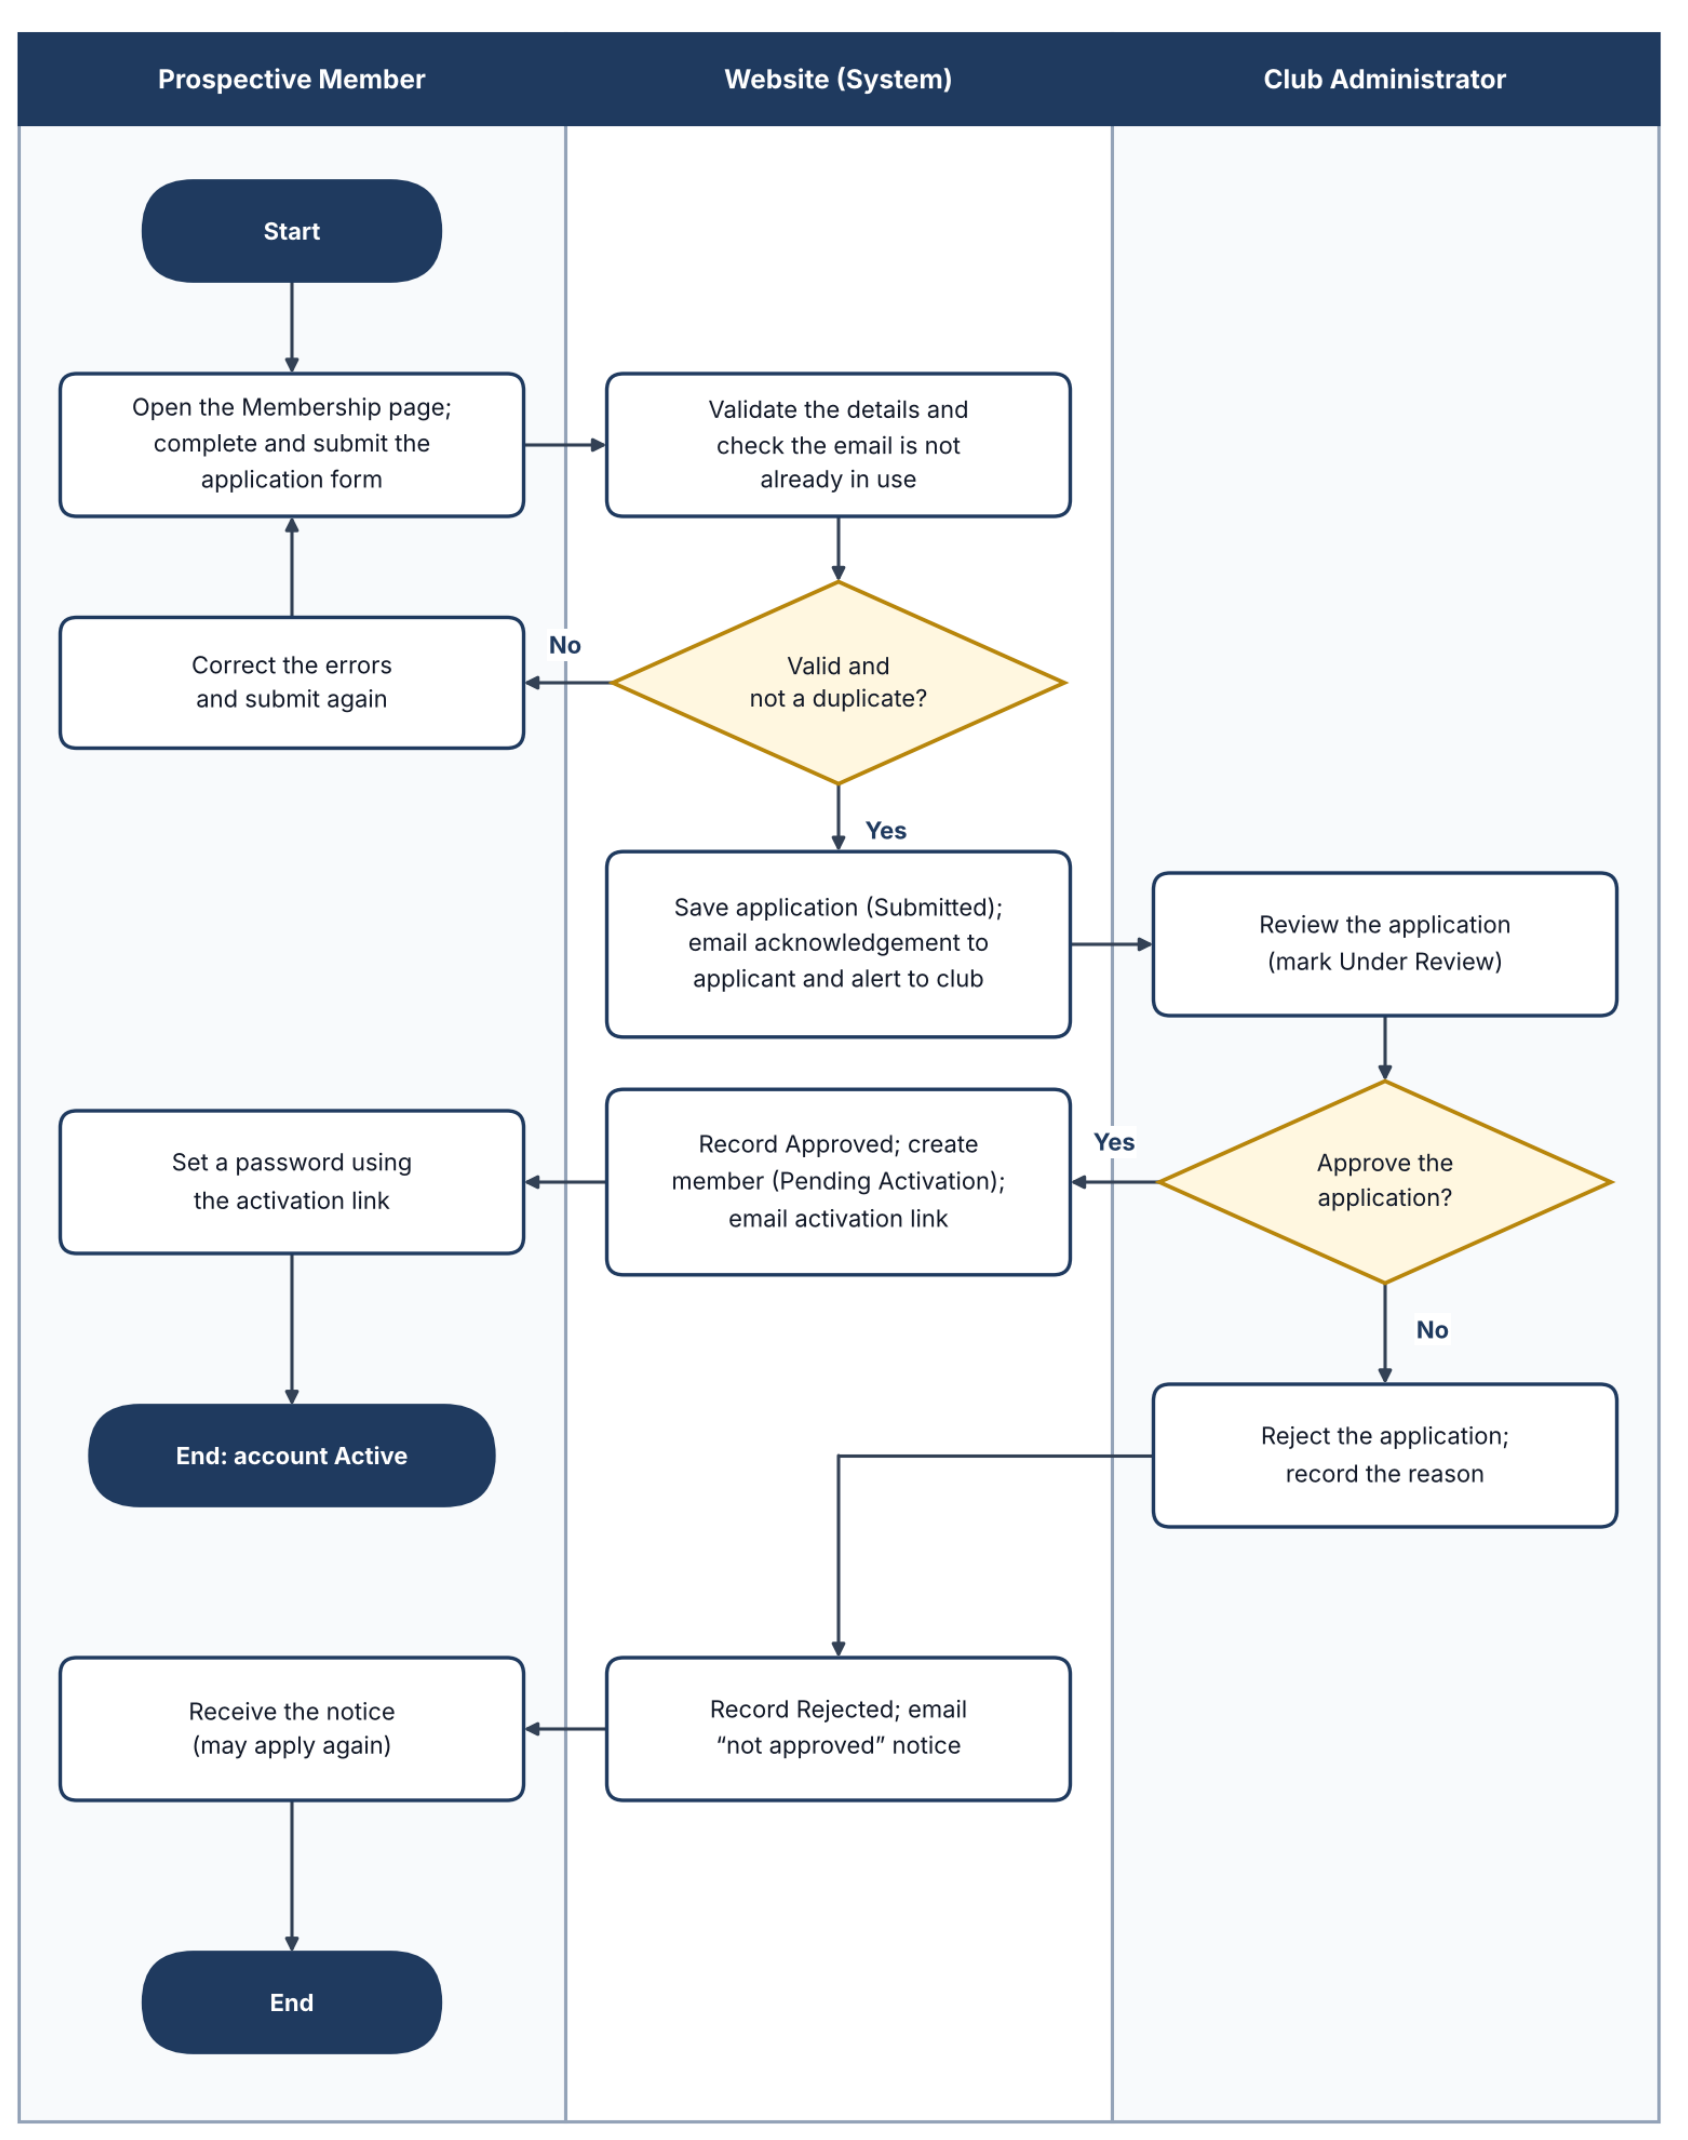 Prospective Member
Website (System)
Club Administrator
Start
Open the Membership page;
complete and submit the
application form
Validate the details and
check the email is not
already in use
Correct the errors
and submit again
No
Valid and
not a duplicate?
Yes
Save application (Submitted);
email acknowledgement to
applicant and alert to club
Review the application
(mark Under Review)
Set a password using
the activation link
Record Approved; create
member (Pending Activation);
email activation link
Yes
Approve the
application?
No
End: account Active
Reject the application;
record the reason
Receive the notice
(may apply again)
Record Rejected; email
“not approved” notice
End